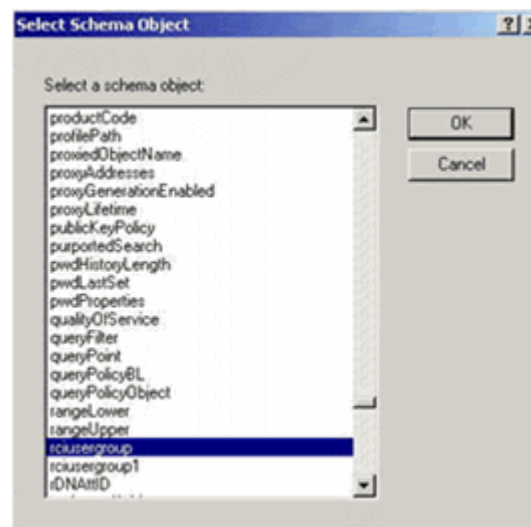 Select Schema Object
Select a schema object:
productCode
profilePath
proxiedObjectName
proxyAddresses
proxyGenerationEnabled
proxyLifetime
publicKeyPolicy
purportedSearch
pwdHistoryLength
pwdLastSet
pwdProperties
qualityOfService
queryFilter
queryPoint
queryPolicyBL
queryPolicyObject
rangeLower
rangeUpper
rciusergroup
rciusergroup1
rDNAttID
OK
Cancel